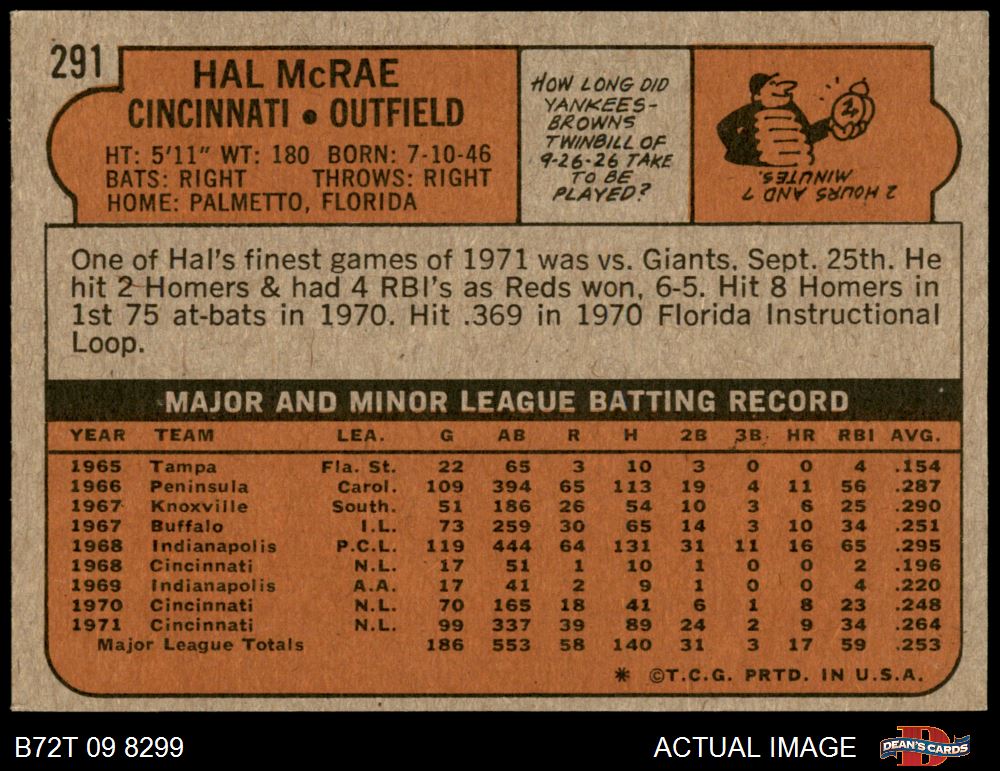 291
HAL McRAE
CINCINNATI • OUTFIELD
HT: 5'11" WT: 180 BORN: 7-10-46
BATS: RIGHT THROWS: RIGHT
HOME: PALMETTO, FLORIDA
HOW LONG DID
YANKEES-
BROWNS
TWINBILL OF
9-26-26 TAKE
TO BE
PLAYED?
2 HOURS AND 7
MINUTES.
One of Hal's finest games of 1971 was vs. Giants, Sept. 25th. He
hit 2 Homers & had 4 RBI's as Reds won, 6-5. Hit 8 Homers in
1st 75 at-bats in 1970. Hit .369 in 1970 Florida Instructional
Loop.
MAJOR AND MINOR LEAGUE BATTING RECORD
YEAR TEAM LEA. G AB R H 2B 3B HR RBI AVG.
1965 Tampa Fla. St. 22 65 3 10 3 0 0 4 .154
1966 Peninsula Carol. 109 394 65 113 19 4 11 56 .287
1967 Knoxville South. 51 186 26 54 10 3 6 25 .290
1967 Buffalo I.L. 73 259 30 65 14 3 10 34 .251
1968 Indianapolis P.C.L. 119 444 64 131 31 11 16 65 .295
1968 Cincinnati N.L. 17 51 1 10 1 0 0 2 .196
1969 Indianapolis A.A. 17 41 2 9 1 0 0 4 .220
1970 Cincinnati N.L. 70 165 18 41 6 1 8 23 .248
1971 Cincinnati N.L. 99 337 39 89 24 2 9 34 .264
Major League Totals 186 553 58 140 31 3 17 59 .253
* ©T.C.G. PRTD. IN U.S.A.
B72T 09 8299
ACTUAL IMAGE
DEAN'S CARDS